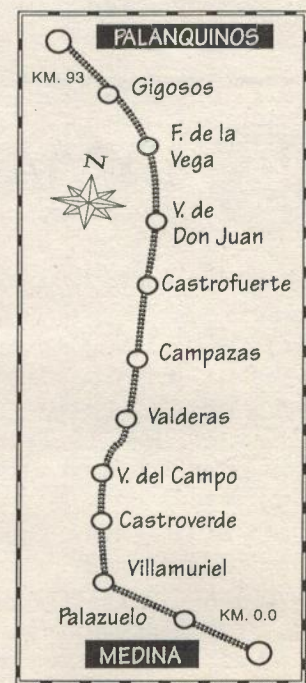 PALANQUINOS
KM. 93
Gigosos
F. de la
Vega
N
V. de
Don Juan
Castrofuerte
Campazas
Valderas
V. del Campo
Castroverde
Villamuriel
Palazuelo
KM. 0.0
MEDINA